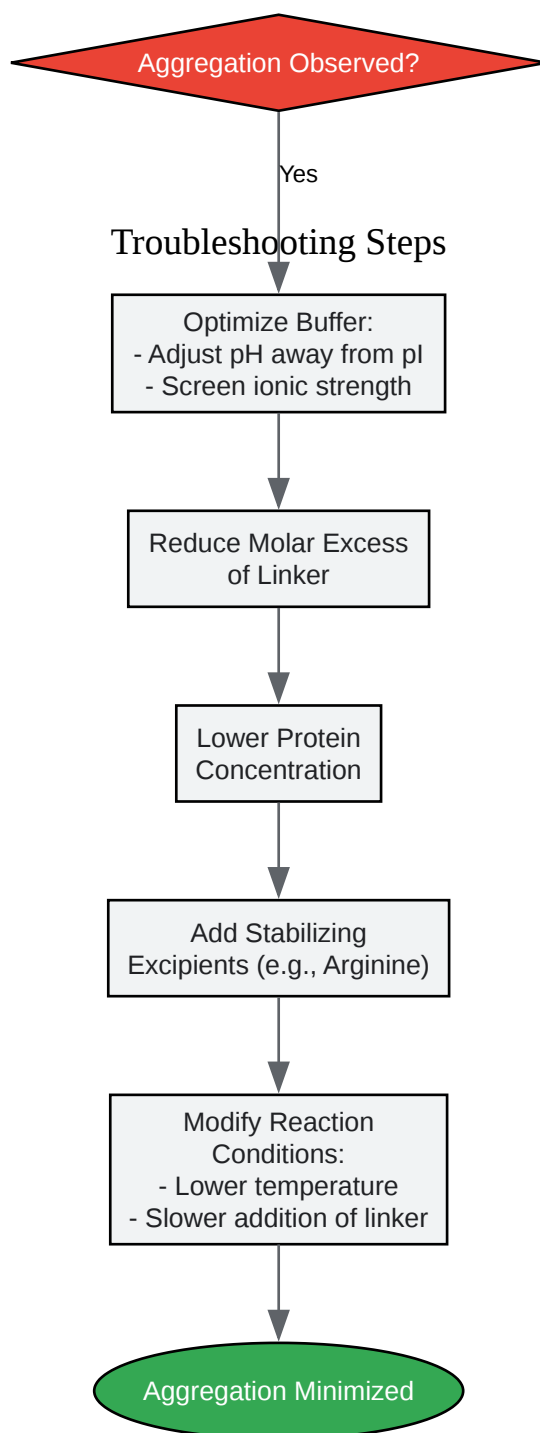 Aggregation Observed?
Yes
Troubleshooting Steps
Optimize Buffer:
- Adjust pH away from pI
- Screen ionic strength
Reduce Molar Excess
of Linker
Lower Protein
Concentration
Add Stabilizing
Excipients (e.g., Arginine)
Modify Reaction
Conditions:
- Lower temperature
- Slower addition of linker
Aggregation Minimized